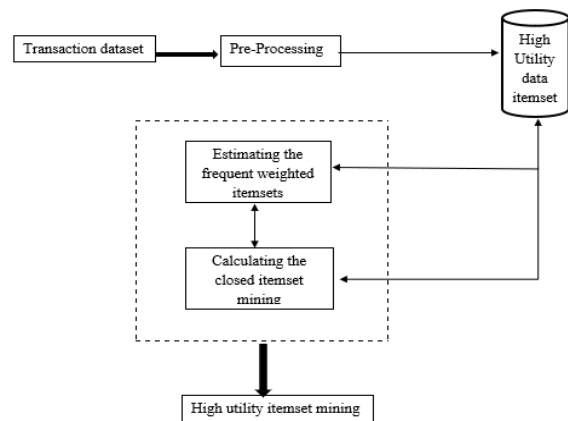 Transaction dataset
Pre-Processing
High
Utility
data
itemset
Estimating the
frequent weighted
itemsets
Calculating the
closed itemset
mining
High utility itemset mining